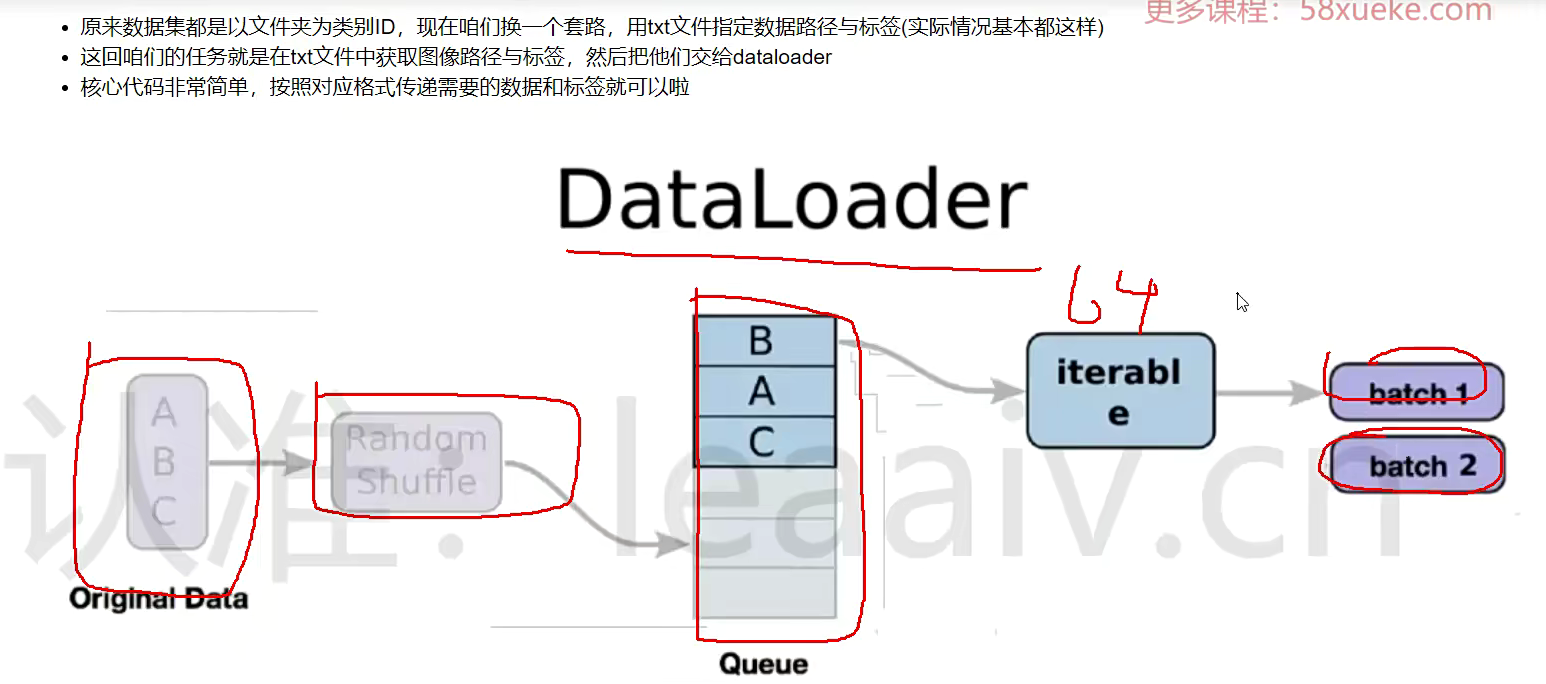 更多课程：58xueke.com
原来数据集都是以文件夹为类别ID，现在咱们换一个套路，用txt文件指定数据路径与标签(实际情况基本都这样)
这回咱们的任务就是在txt文件中获取图像路径与标签，然后把他们交给dataloader
核心代码非常简单，按照对应格式传递需要的数据和标签就可以啦
DataLoader
64
A
B
C
Original Data
Random
Shuffle
B
A
C
Queue
iterabl
e
batch 1
batch 2
认准：leaaiv.cn